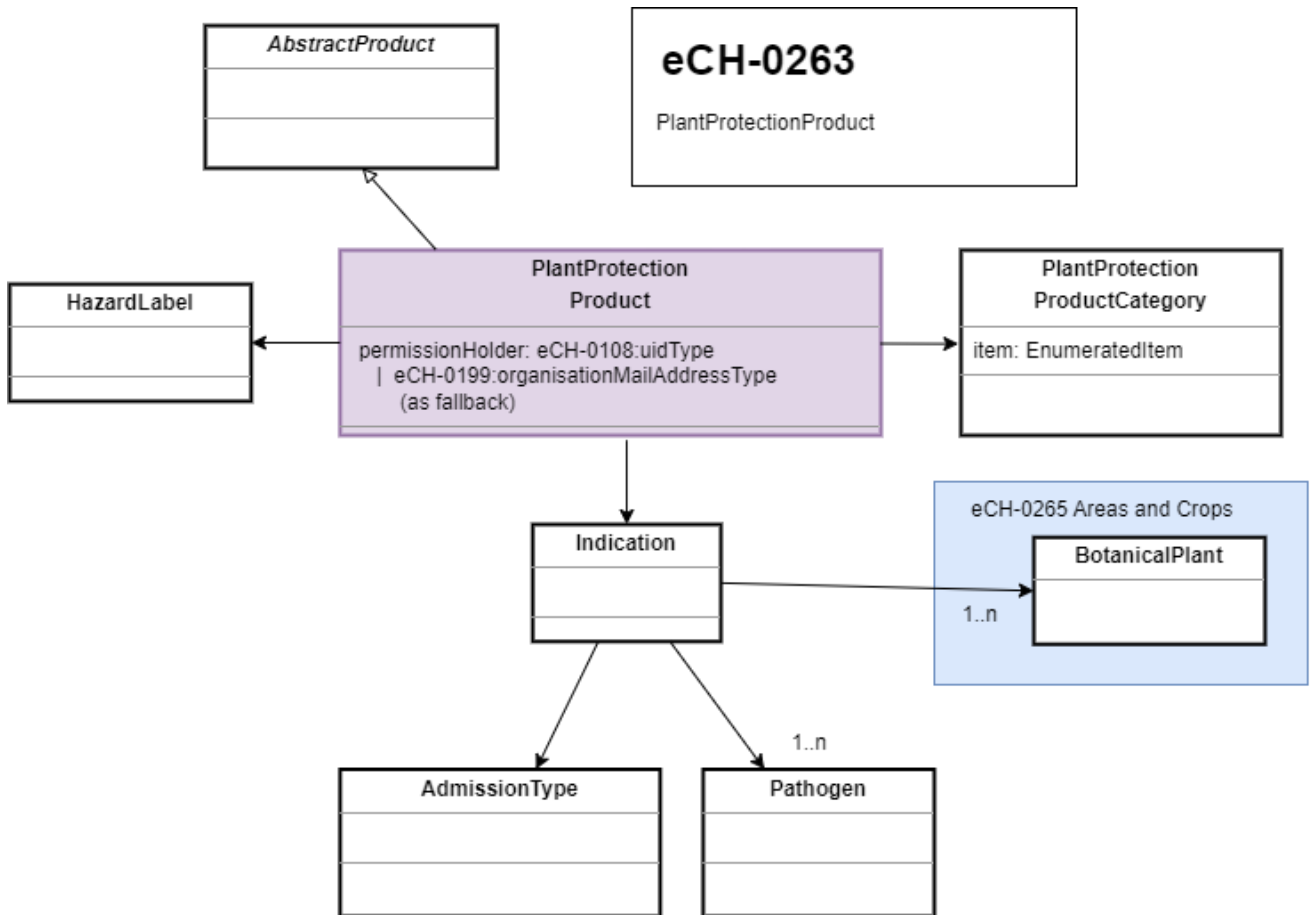 AbstractProduct
eCH-0263
PlantProtectionProduct
PlantProtection
Product
permissionHolder: eCH-0108:uidType
| eCH-0199:organisationMailAddressType
(as fallback)
HazardLabel
PlantProtection
ProductCategory
item: EnumeratedItem
Indication
eCH-0265 Areas and Crops
BotanicalPlant
1..n
1..n
AdmissionType
Pathogen